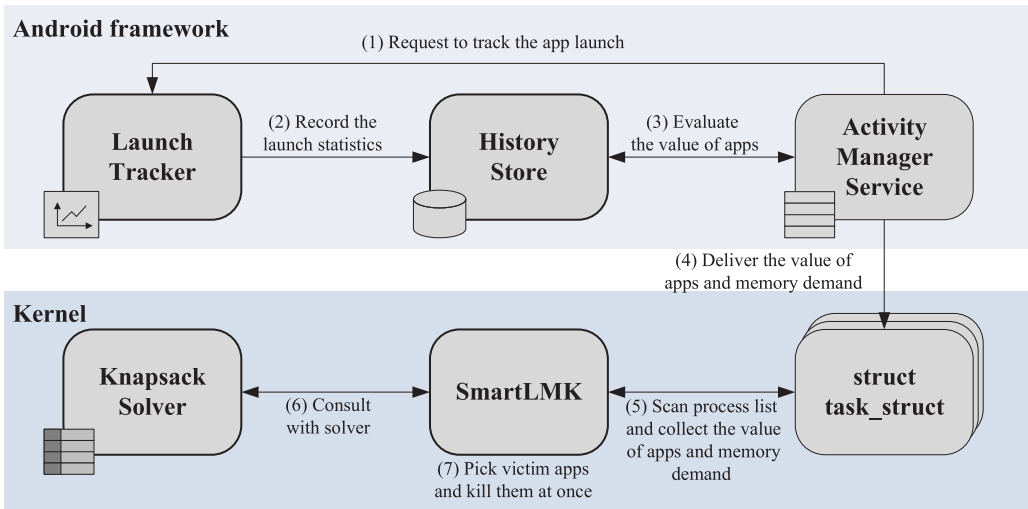 Android framework
(1) Request to track the app launch
Launch
Tracker
(2) Record the
launch statistics
History
Store
(3) Evaluate
the value of apps
Activity
Manager
Service
(4) Deliver the value of
apps and memory demand
Kernel
Knapsack
Solver
(6) Consult
with solver
SmartLMK
(7) Pick victim apps
and kill them at once
(5) Scan process list
and collect the value
of apps and memory
demand
struct
task_struct